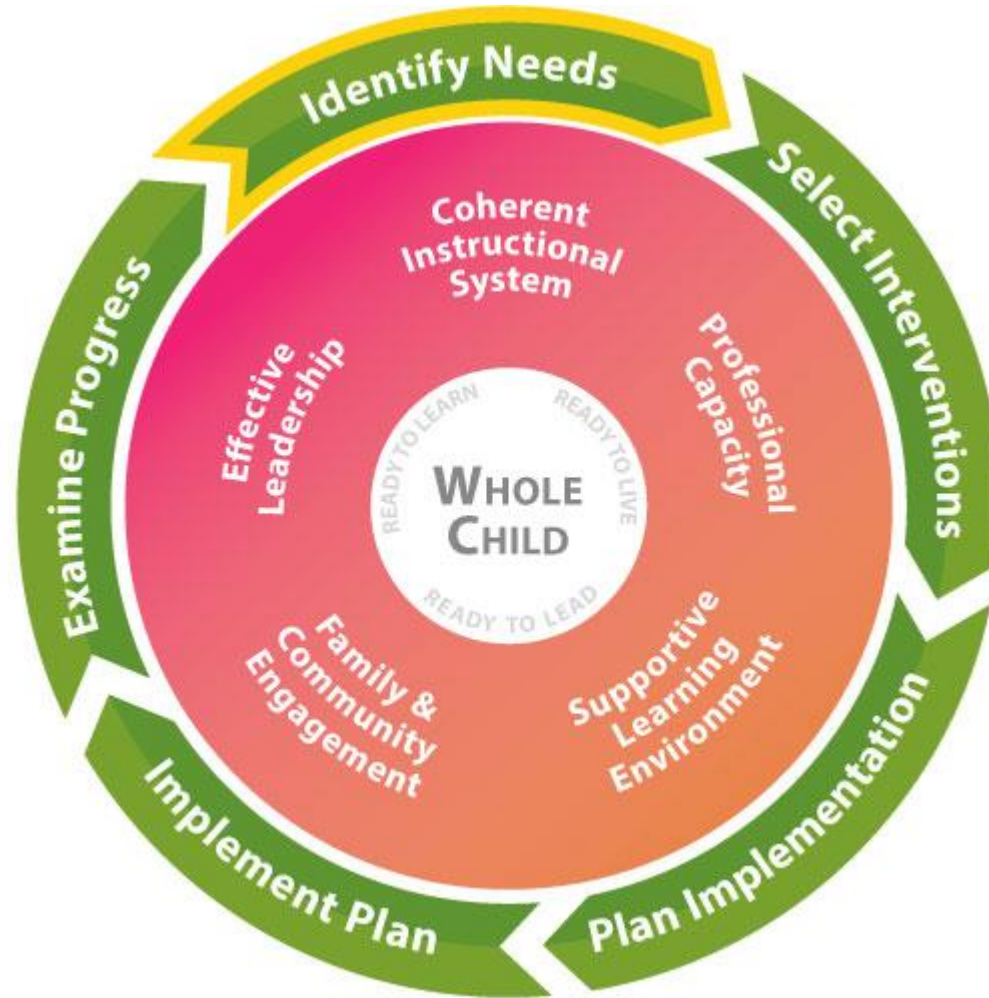 Identify Needs
Select Interventions
Plan Implementation
Implement Plan
Examine Progress
Coherent
Instructional
System
Professional
Capacity
Supportive
Learning
Environment
Family &
Community
Engagement
Effective
Leadership
READY TO LEARN
READY TO LIVE
READY TO LEAD
WHOLE
CHILD